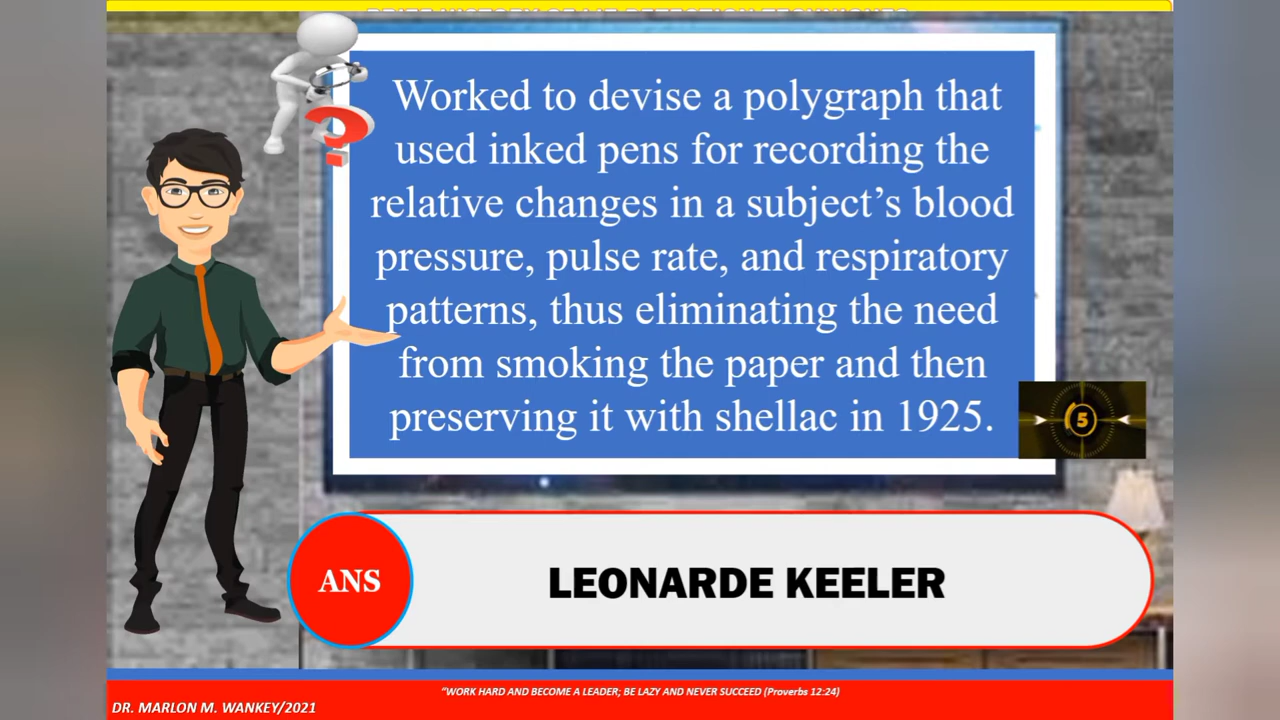 Worked to devise a polygraph that
used inked pens for recording the
relative changes in a subject’s blood
pressure, pulse rate, and respiratory
patterns, thus eliminating the need
from smoking the paper and then
preserving it with shellac in 1925.
5
ANS
LEONARDE KEELER
“WORK HARD AND BECOME A LEADER; BE LAZY AND NEVER SUCCEED (Proverbs 12:24)
DR. MARLON M. WANKEY/2021